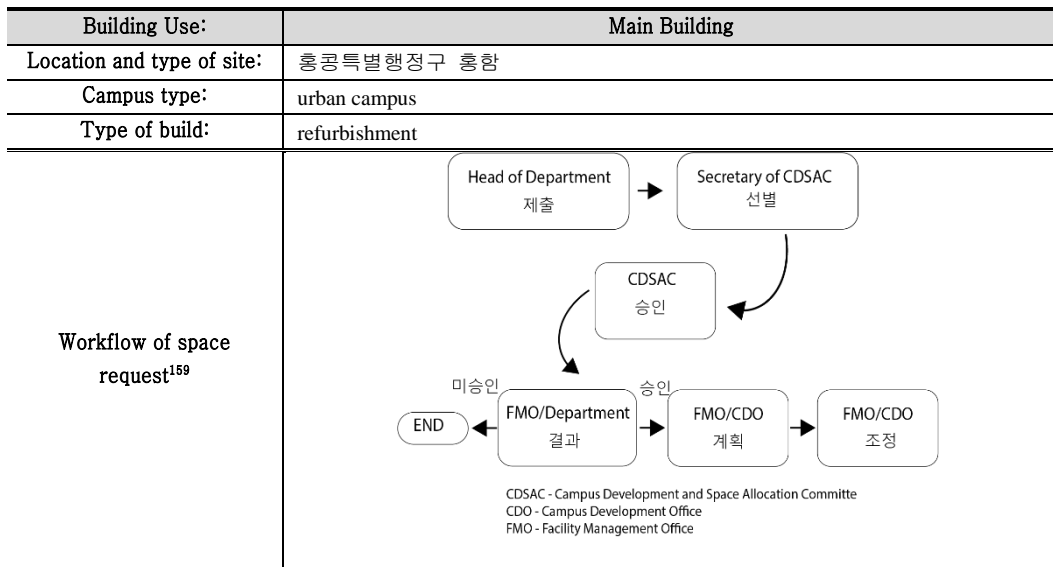 Building Use:
Main Building
Location and type of site:
홍콩특별행정구 홍함
Campus type:
urban campus
Type of build:
refurbishment
Workflow of space
request159
Head of Department
제출
Secretary of CDSAC
선별
CDSAC
승인
미승인
승인
END
FMO/Department
결과
FMO/CDO
계획
FMO/CDO
조정
CDSAC - Campus Development and Space Allocation Committe
CDO - Campus Development Office
FMO - Facility Management Office